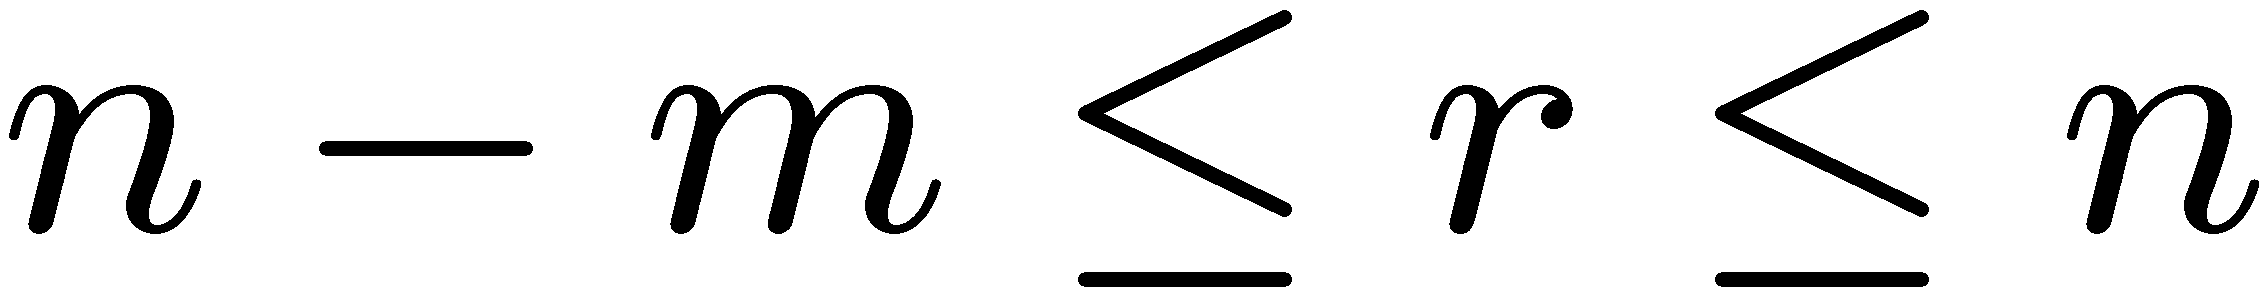 n − m ≤ r ≤ n